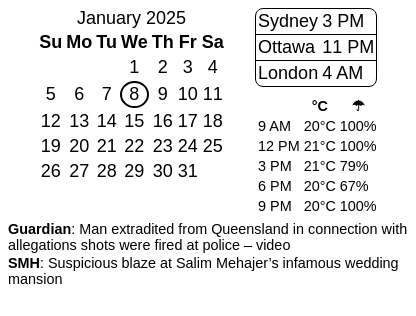 January 2025
Su Mo Tu We Th Fr Sa
1 2 3 4
5 6 7 8 9 10 11
12 13 14 15 16 17 18
19 20 21 22 23 24 25
26 27 28 29 30 31
Sydney 3 PM
Ottawa 11 PM
London 4 AM
°C ☂
9 AM 20°C 100%
12 PM 21°C 100%
3 PM 21°C 79%
6 PM 20°C 67%
9 PM 20°C 100%
Guardian: Man extradited from Queensland in connection with
allegations shots were fired at police – video
SMH: Suspicious blaze at Salim Mehajer’s infamous wedding
mansion